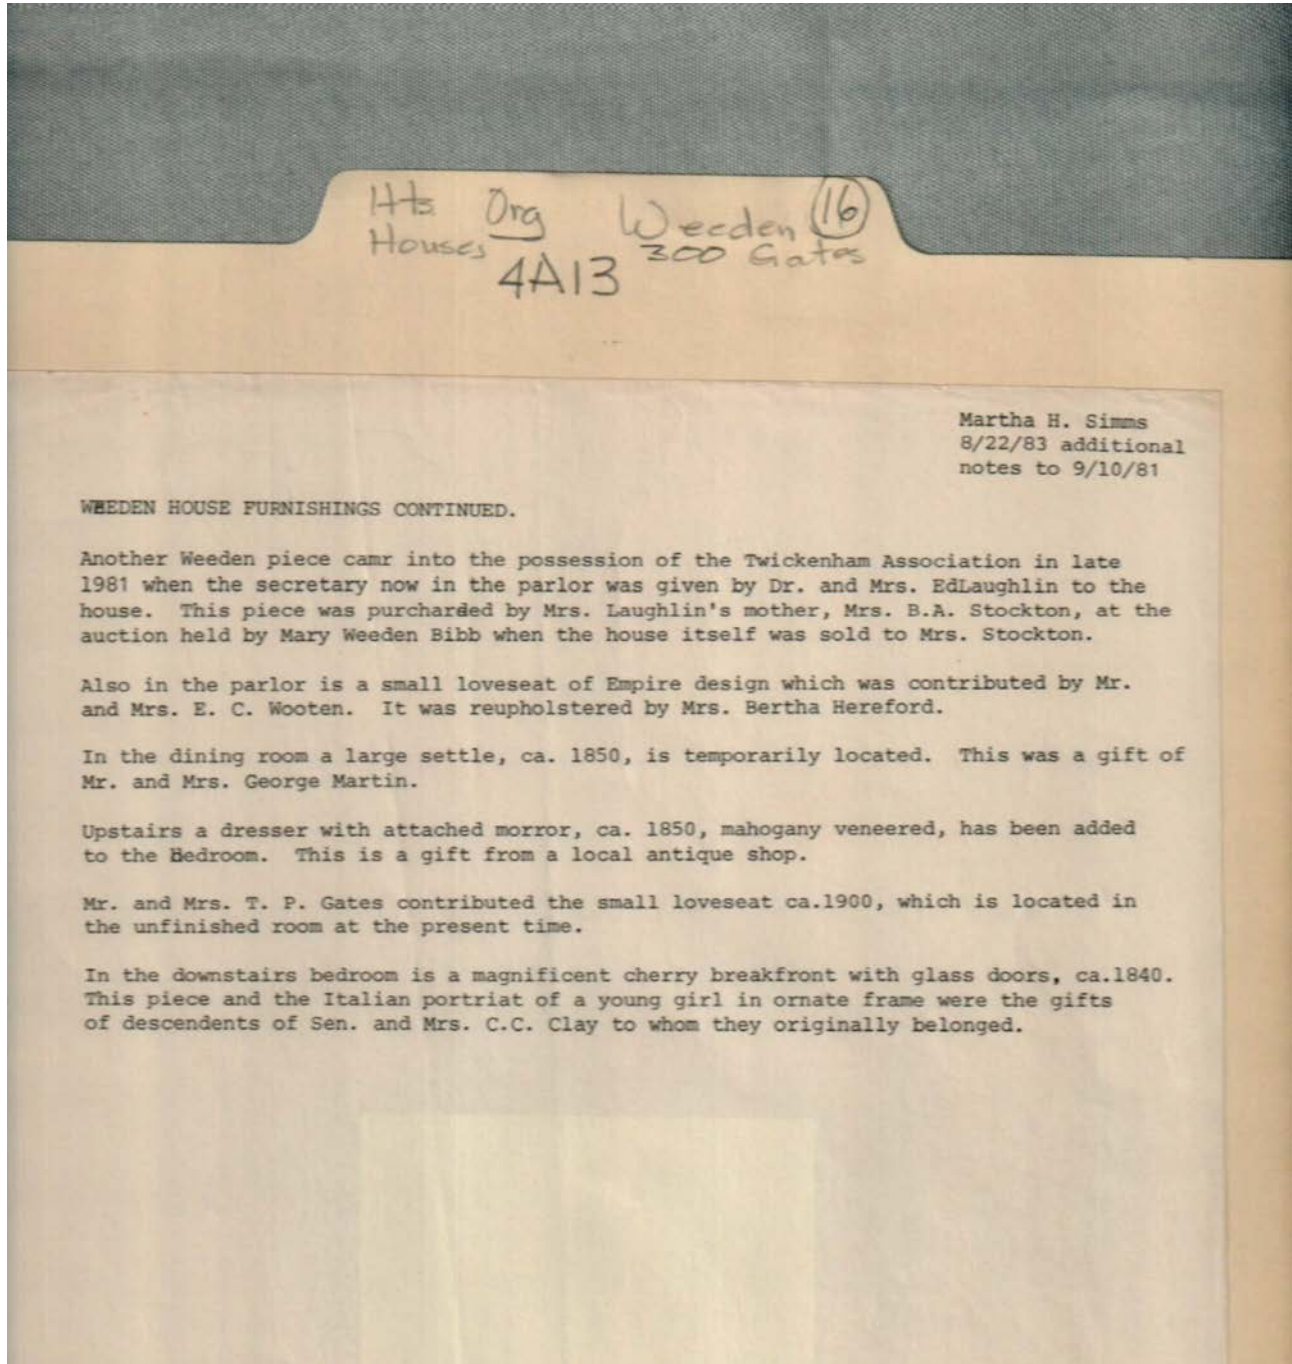 Hts Org Weeden 16
Houses 300 Gates
4A13
Martha H. Simms
8/22/83 additional
notes to 9/10/81
WEEDEN HOUSE FURNISHINGS CONTINUED.
Another Weeden piece camr into the possession of the Twickenham Association in late
1981 when the secretary now in the parlor was given by Dr. and Mrs. EdLaughlin to the
house. This piece was purcharded by Mrs. Laughlin's mother, Mrs. B.A. Stockton, at the
auction held by Mary Weeden Bibb when the house itself was sold to Mrs. Stockton.
Also in the parlor is a small loveseat of Empire design which was contributed by Mr.
and Mrs. E. C. Wooten. It was reupholstered by Mrs. Bertha Hereford.
In the dining room a large settle, ca. 1850, is temporarily located. This was a gift of
Mr. and Mrs. George Martin.
Upstairs a dresser with attached morror, ca. 1850, mahogany veneered, has been added
to the Bedroom. This is a gift from a local antique shop.
Mr. and Mrs. T. P. Gates contributed the small loveseat ca.1900, which is located in
the unfinished room at the present time.
In the downstairs bedroom is a magnificent cherry breakfront with glass doors, ca.1840.
This piece and the Italian portriat of a young girl in ornate frame were the gifts
of descendents of Sen. and Mrs. C.C. Clay to whom they originally belonged.